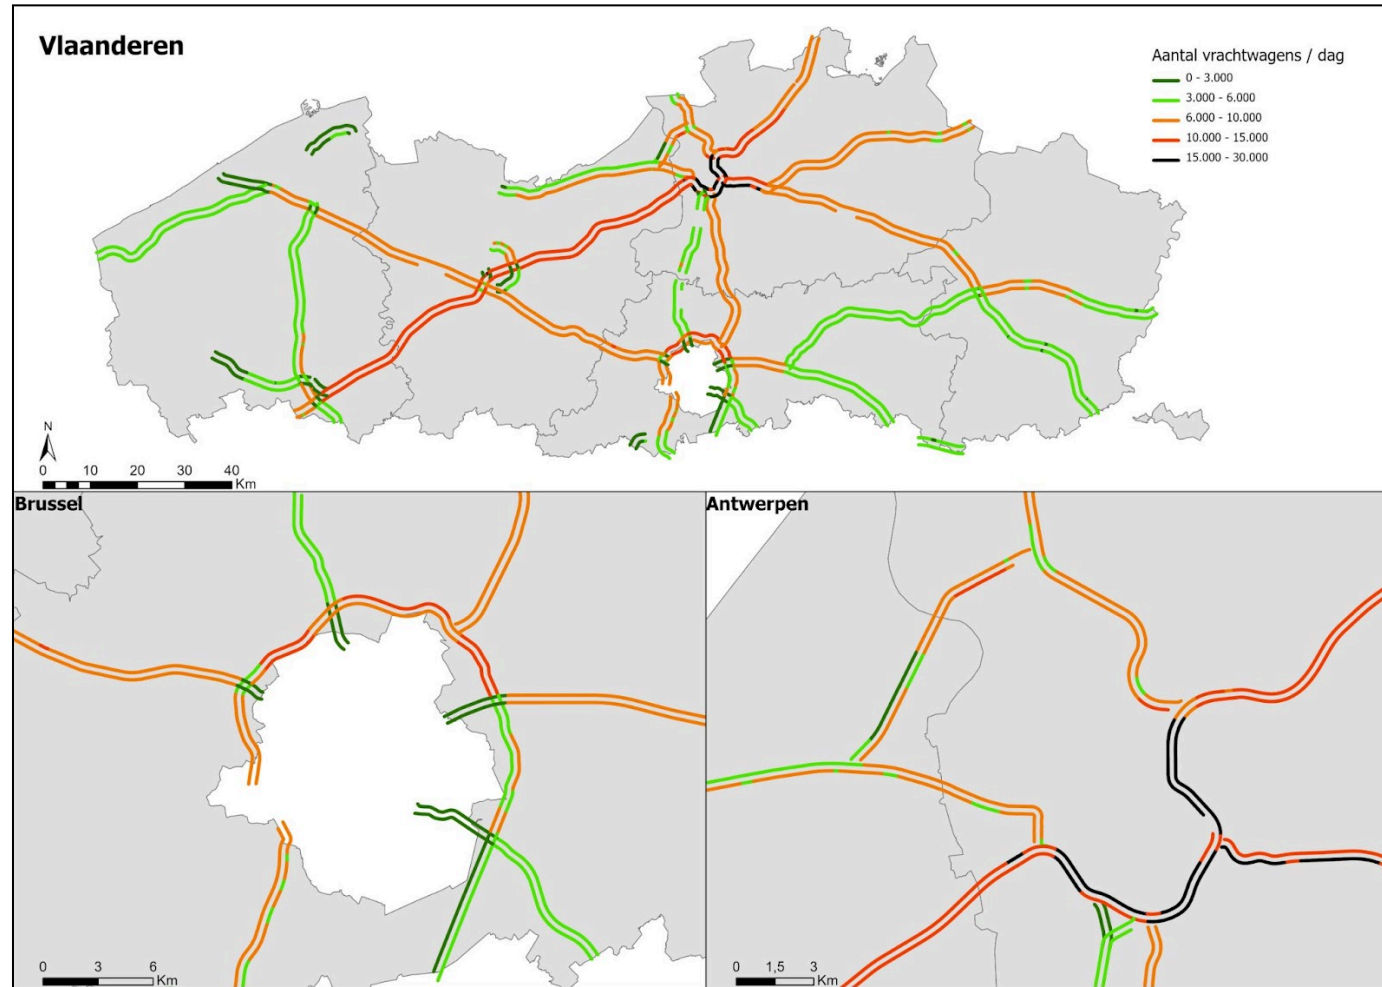 Vlaanderen
Aantal vrachtwagens / dag
0 - 3.000
3.000 - 6.000
6.000 - 10.000
10.000 - 15.000
15.000 - 30.000
N
0 10 20 30 40
Km
Brussel
0 3 6
Km
Antwerpen
0 1,5 3
Km